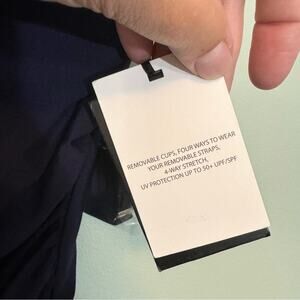 REMOVABLE CUPS, FOUR WAYS TO WEAR
YOUR REMOVABLE STRAPS,
4-WAY STRETCH,
UV PROTECTION UP TO 50+ UPF/SPF